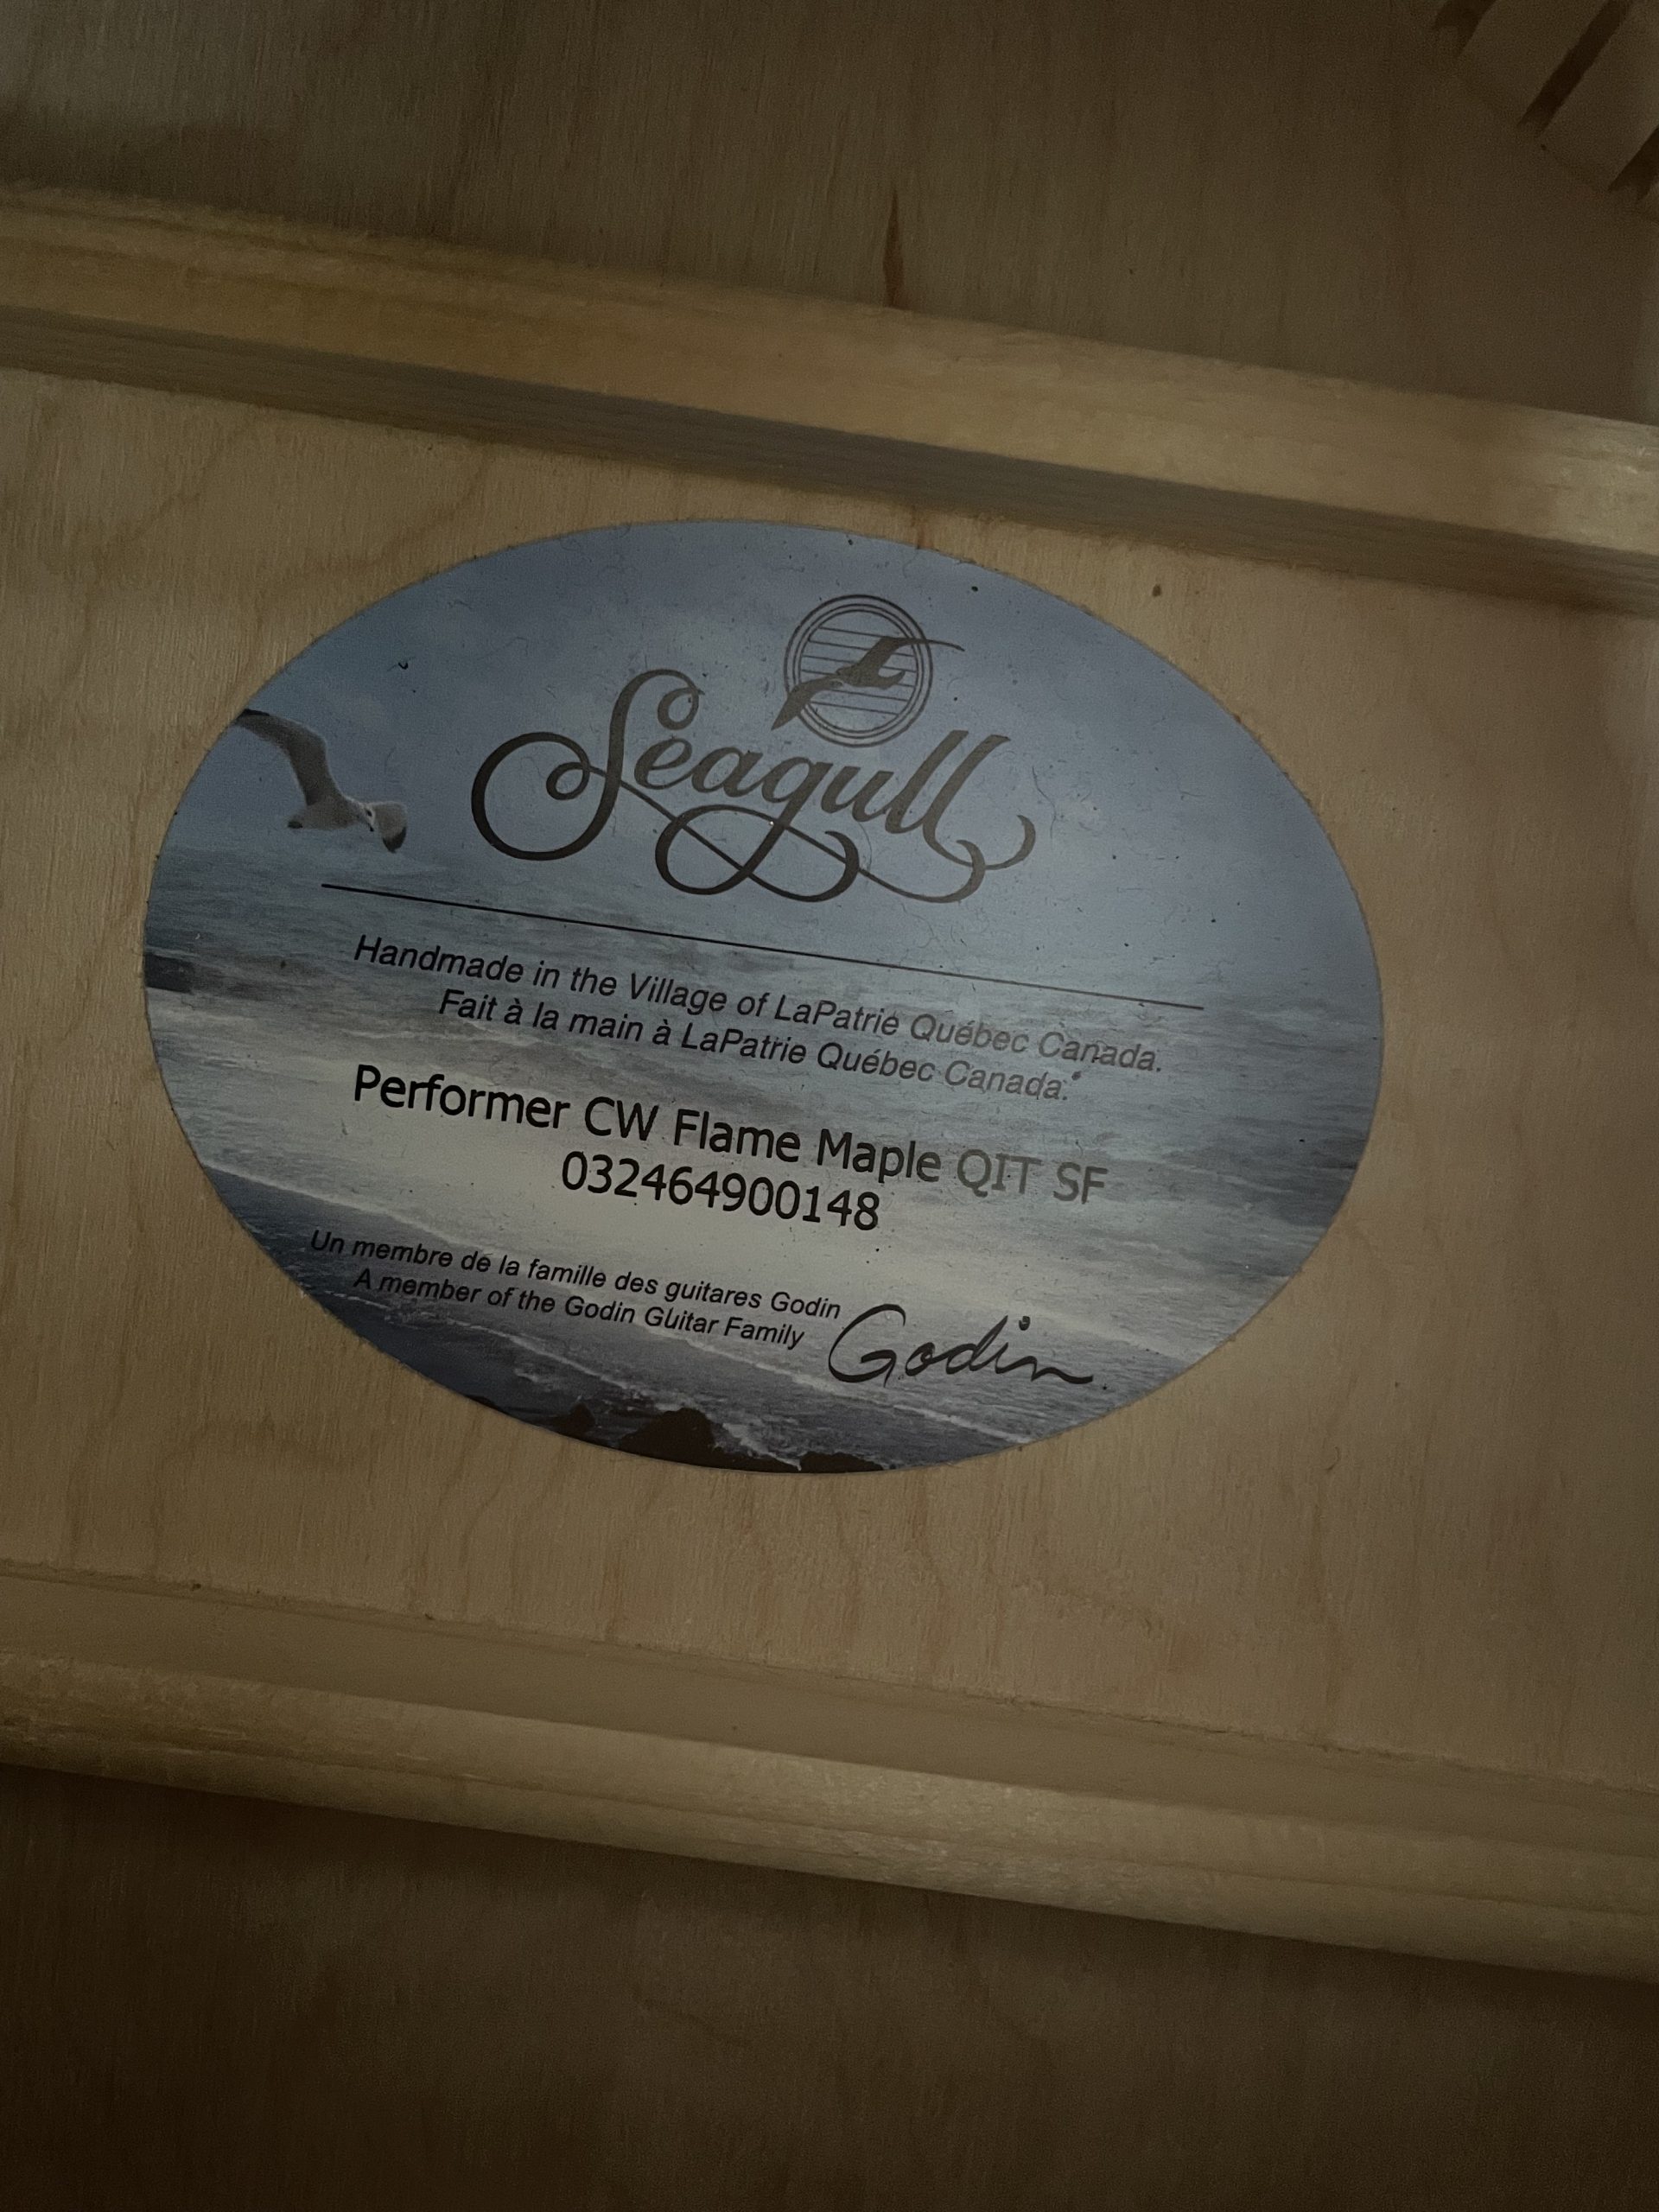 Seagull
Handmade in the Village of LaPatrie Québec Canada.
Fait à la main à LaPatrie Québec Canada.
Performer CW Flame Maple QIT SF
032464900148
Un membre de la famille des guitares Godin
A member of the Godin Guitar Family
Godin